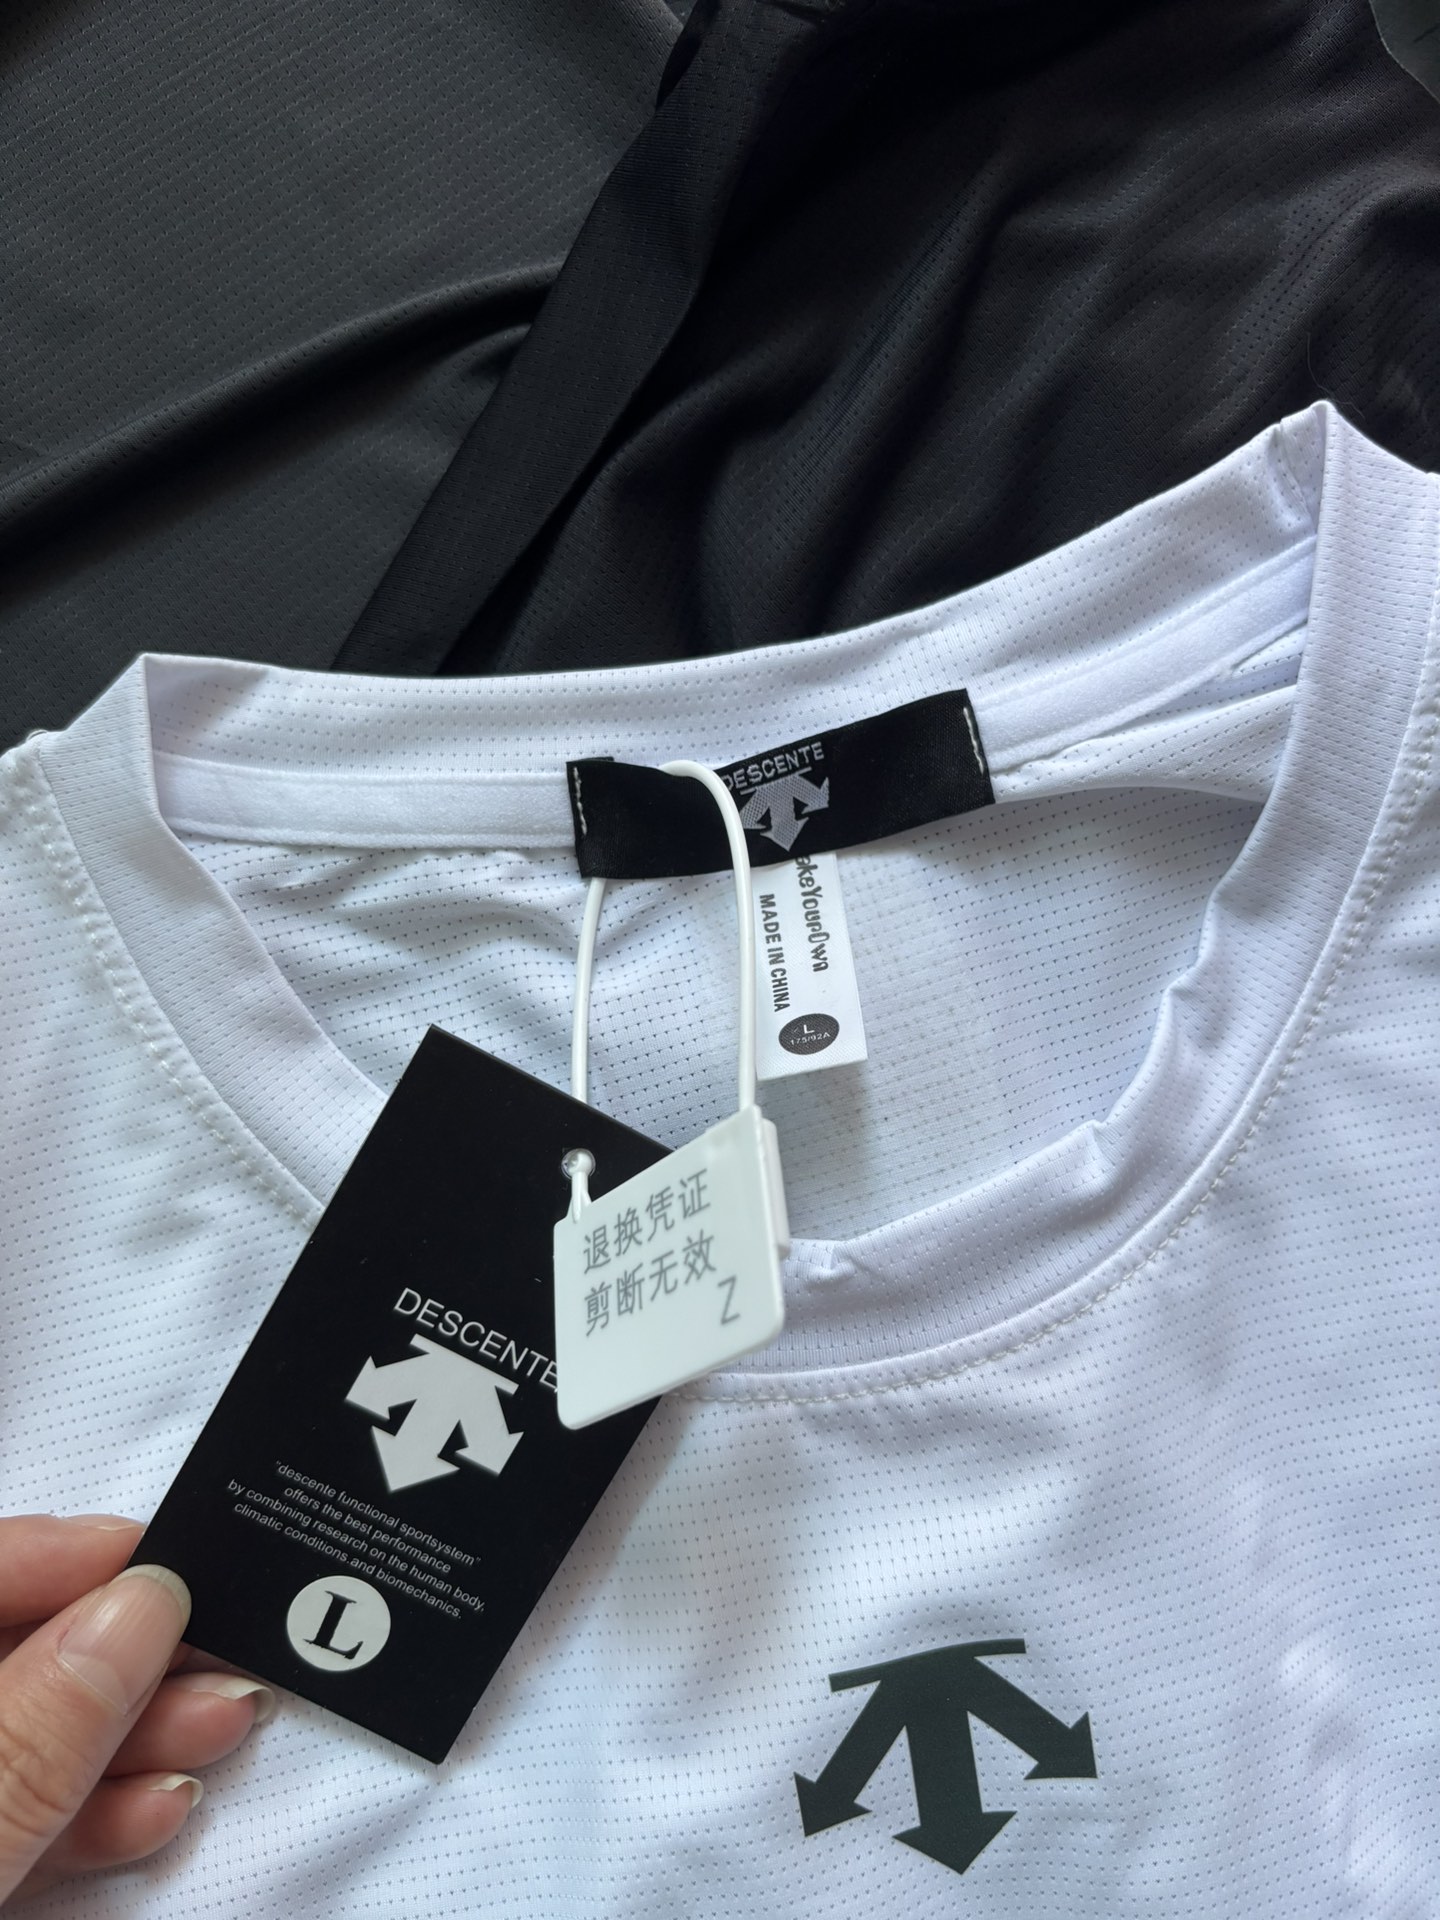 DESCENTE
MakeYourOwn
MADE IN CHINA
L
175/92A
退换凭证
剪断无效
Z
DESCENTE
"descente functional sportsystem"
offers the best performance
by combining research on the human body,
climatic conditions and biomechanics.
L